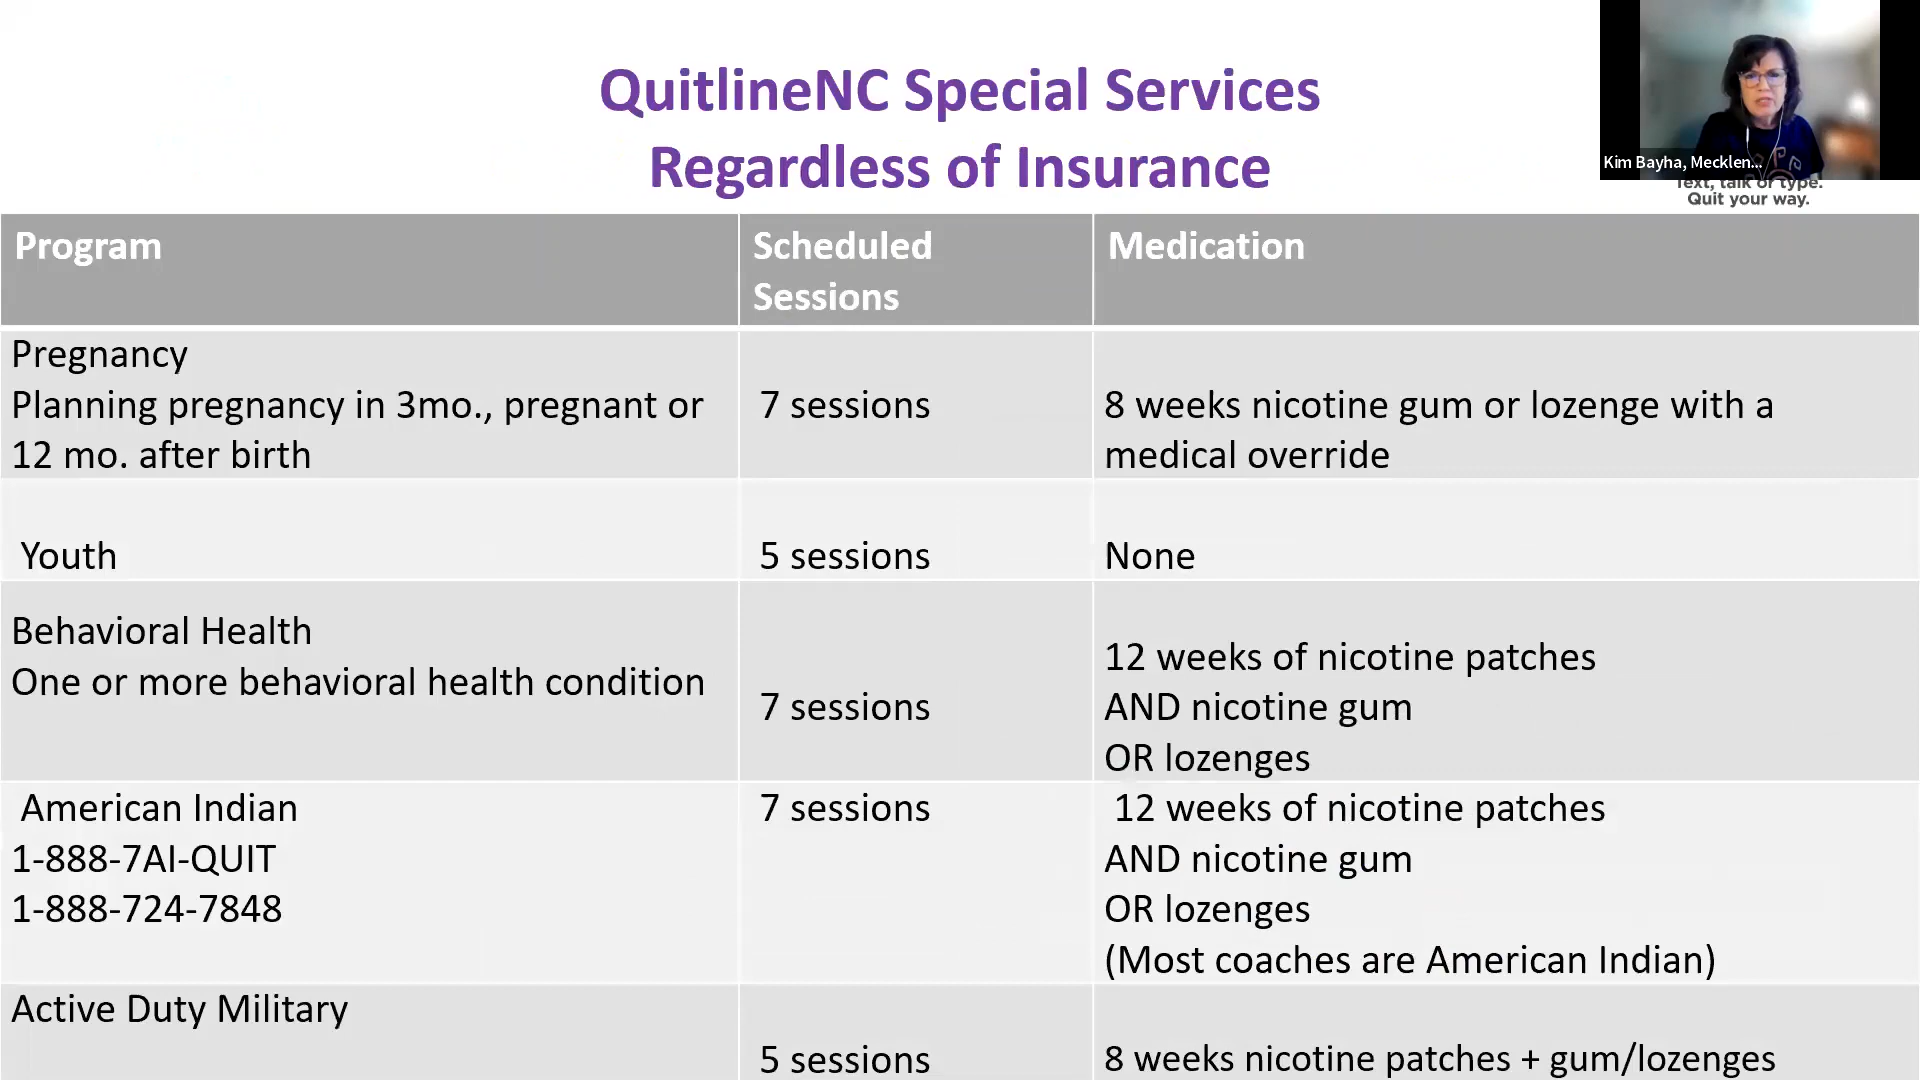 QuitlineNC Special Services
Regardless of Insurance
Kim Bayha, Mecklen...
Text, talk or type.
Quit your way.
Program
Scheduled
Sessions
Medication
Pregnancy
Planning pregnancy in 3mo., pregnant or
12 mo. after birth
7 sessions
8 weeks nicotine gum or lozenge with a
medical override
Youth
5 sessions
None
Behavioral Health
One or more behavioral health condition
7 sessions
12 weeks of nicotine patches
AND nicotine gum
OR lozenges
American Indian
1-888-7AI-QUIT
1-888-724-7848
7 sessions
12 weeks of nicotine patches
AND nicotine gum
OR lozenges
(Most coaches are American Indian)
Active Duty Military
5 sessions
8 weeks nicotine patches + gum/lozenges